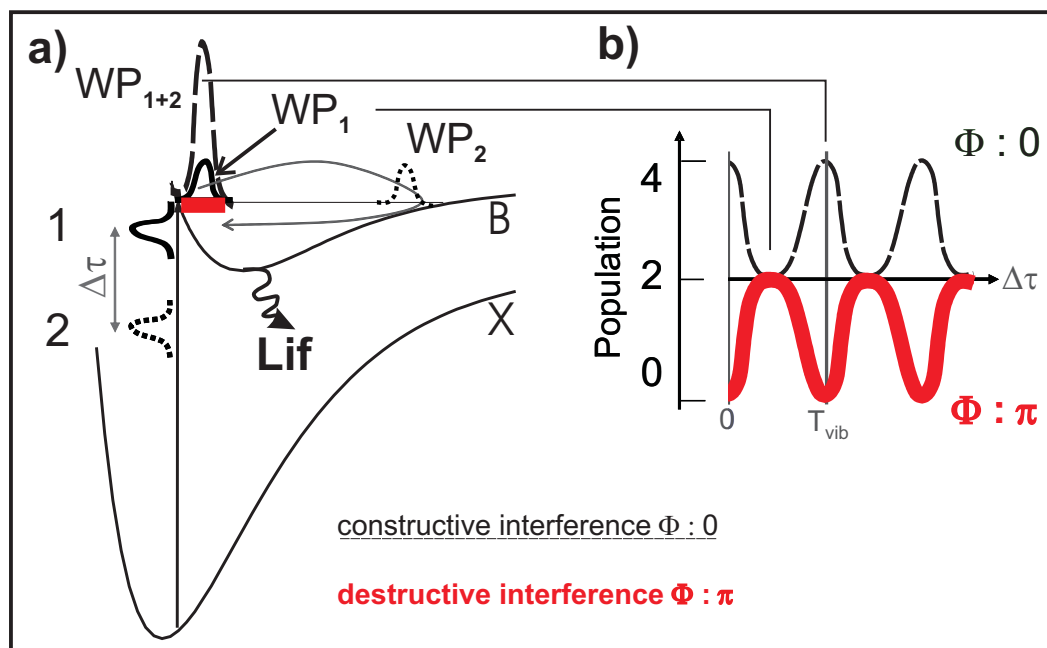 a)
WP1+2
WP1
WP2
1
Δτ
2
B
X
Lif
b)
Φ : 0
4
2
0
Population
Δτ
0
Tvib
Φ : π
constructive interference Φ : 0
destructive interference Φ : π